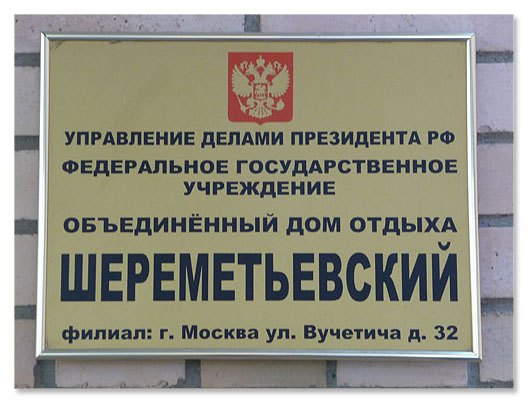 УПРАВЛЕНИЕ ДЕЛАМИ ПРЕЗИДЕНТА РФ
ФЕДЕРАЛЬНОЕ ГОСУДАРСТВЕННОЕ
УЧРЕЖДЕНИЕ
ОБЪЕДИНЁННЫЙ ДОМ ОТДЫХА
ШЕРЕМЕТЬЕВСКИЙ
филиал: г. Москва ул. Вучетича д. 32